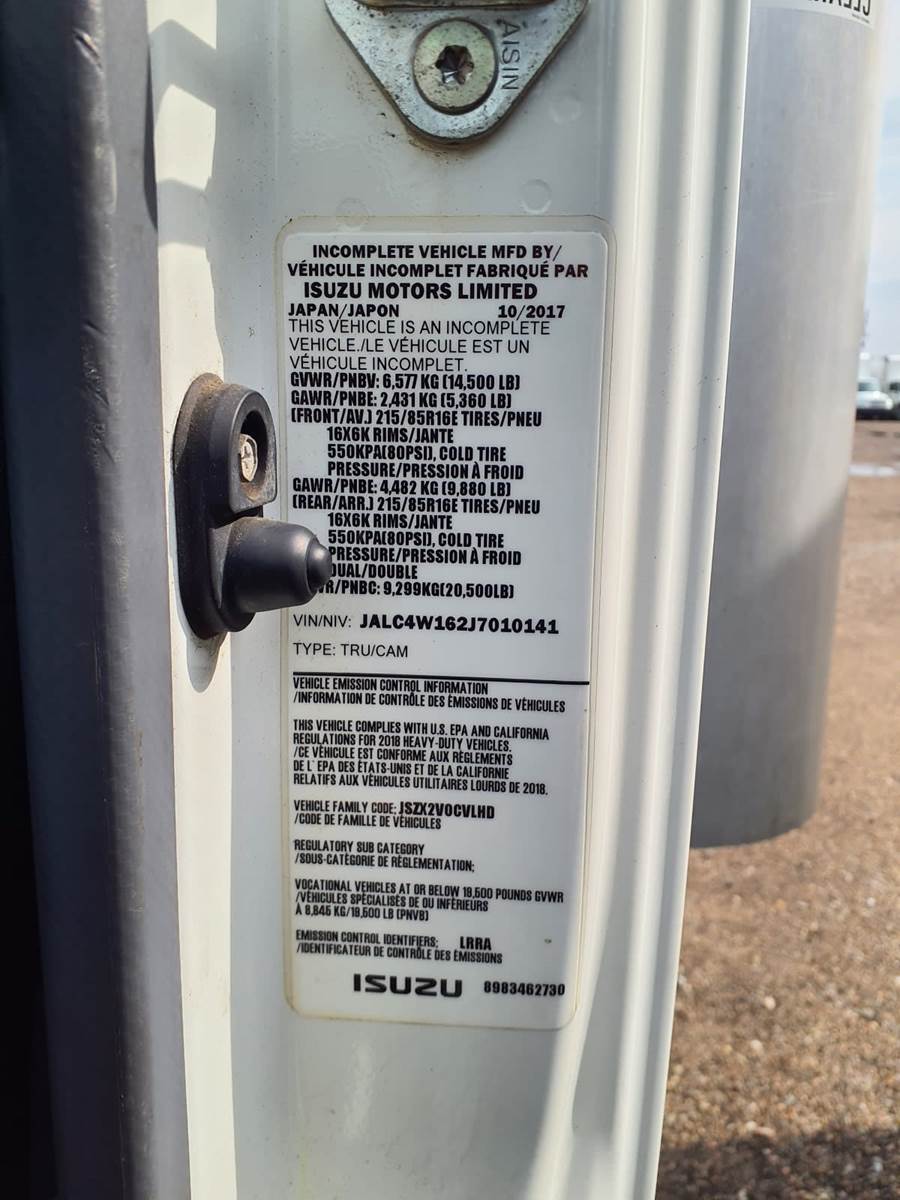 AISIN
INCOMPLETE VEHICLE MFD BY/
VÉHICULE INCOMPLET FABRIQUÉ PAR
ISUZU MOTORS LIMITED
JAPAN/JAPON 10/2017
THIS VEHICLE IS AN INCOMPLETE
VEHICLE./LE VÉHICULE EST UN
VÉHICULE INCOMPLET.
GVWR/PNBV: 6,577 KG (14,500 LB)
GAWR/PNBE: 2,431 KG (5,360 LB)
(FRONT/AV.) 215/85R16E TIRES/PNEU
16X6K RIMS/JANTE
550KPA(80PSI), COLD TIRE
PRESSURE/PRESSION À FROID
GAWR/PNBE: 4,482 KG (9,880 LB)
(REAR/ARR.) 215/85R16E TIRES/PNEU
16X6K RIMS/JANTE
550KPA(80PSI), COLD TIRE
PRESSURE/PRESSION À FROID
DUAL/DOUBLE
WR/PNBC: 9,299KG(20,500LB)
VIN/NIV: JALC4W162J7010141
TYPE: TRU/CAM
VEHICLE EMISSION CONTROL INFORMATION
/INFORMATION DE CONTRÔLE DES ÉMISSIONS DE VÉHICULES
THIS VEHICLE COMPLIES WITH U.S. EPA AND CALIFORNIA
REGULATIONS FOR 2018 HEAVY-DUTY VEHICLES.
/CE VÉHICULE EST CONFORME AUX RÈGLEMENTS
DE L'EPA DES ÉTATS-UNIS ET DE LA CALIFORNIE
RELATIFS AUX VÉHICULES UTILITAIRES LOURDS DE 2018.
VEHICLE FAMILY CODE: JSZX2VOCVLHD
/CODE DE FAMILLE DE VÉHICULES
REGULATORY SUB CATEGORY
/SOUS-CATÉGORIE DE RÉGLEMENTATION:
VOCATIONAL VEHICLES AT OR BELOW 19,500 POUNDS GVWR
/VÉHICULES SPÉCIALISÉS DE OU INFÉRIEURS
À 8,845 KG/19,500 LB (PNVB)
EMISSION CONTROL IDENTIFIERS: LRRA
/IDENTIFICATEUR DE CONTRÔLE DES ÉMISSIONS
ISUZU 8983462730